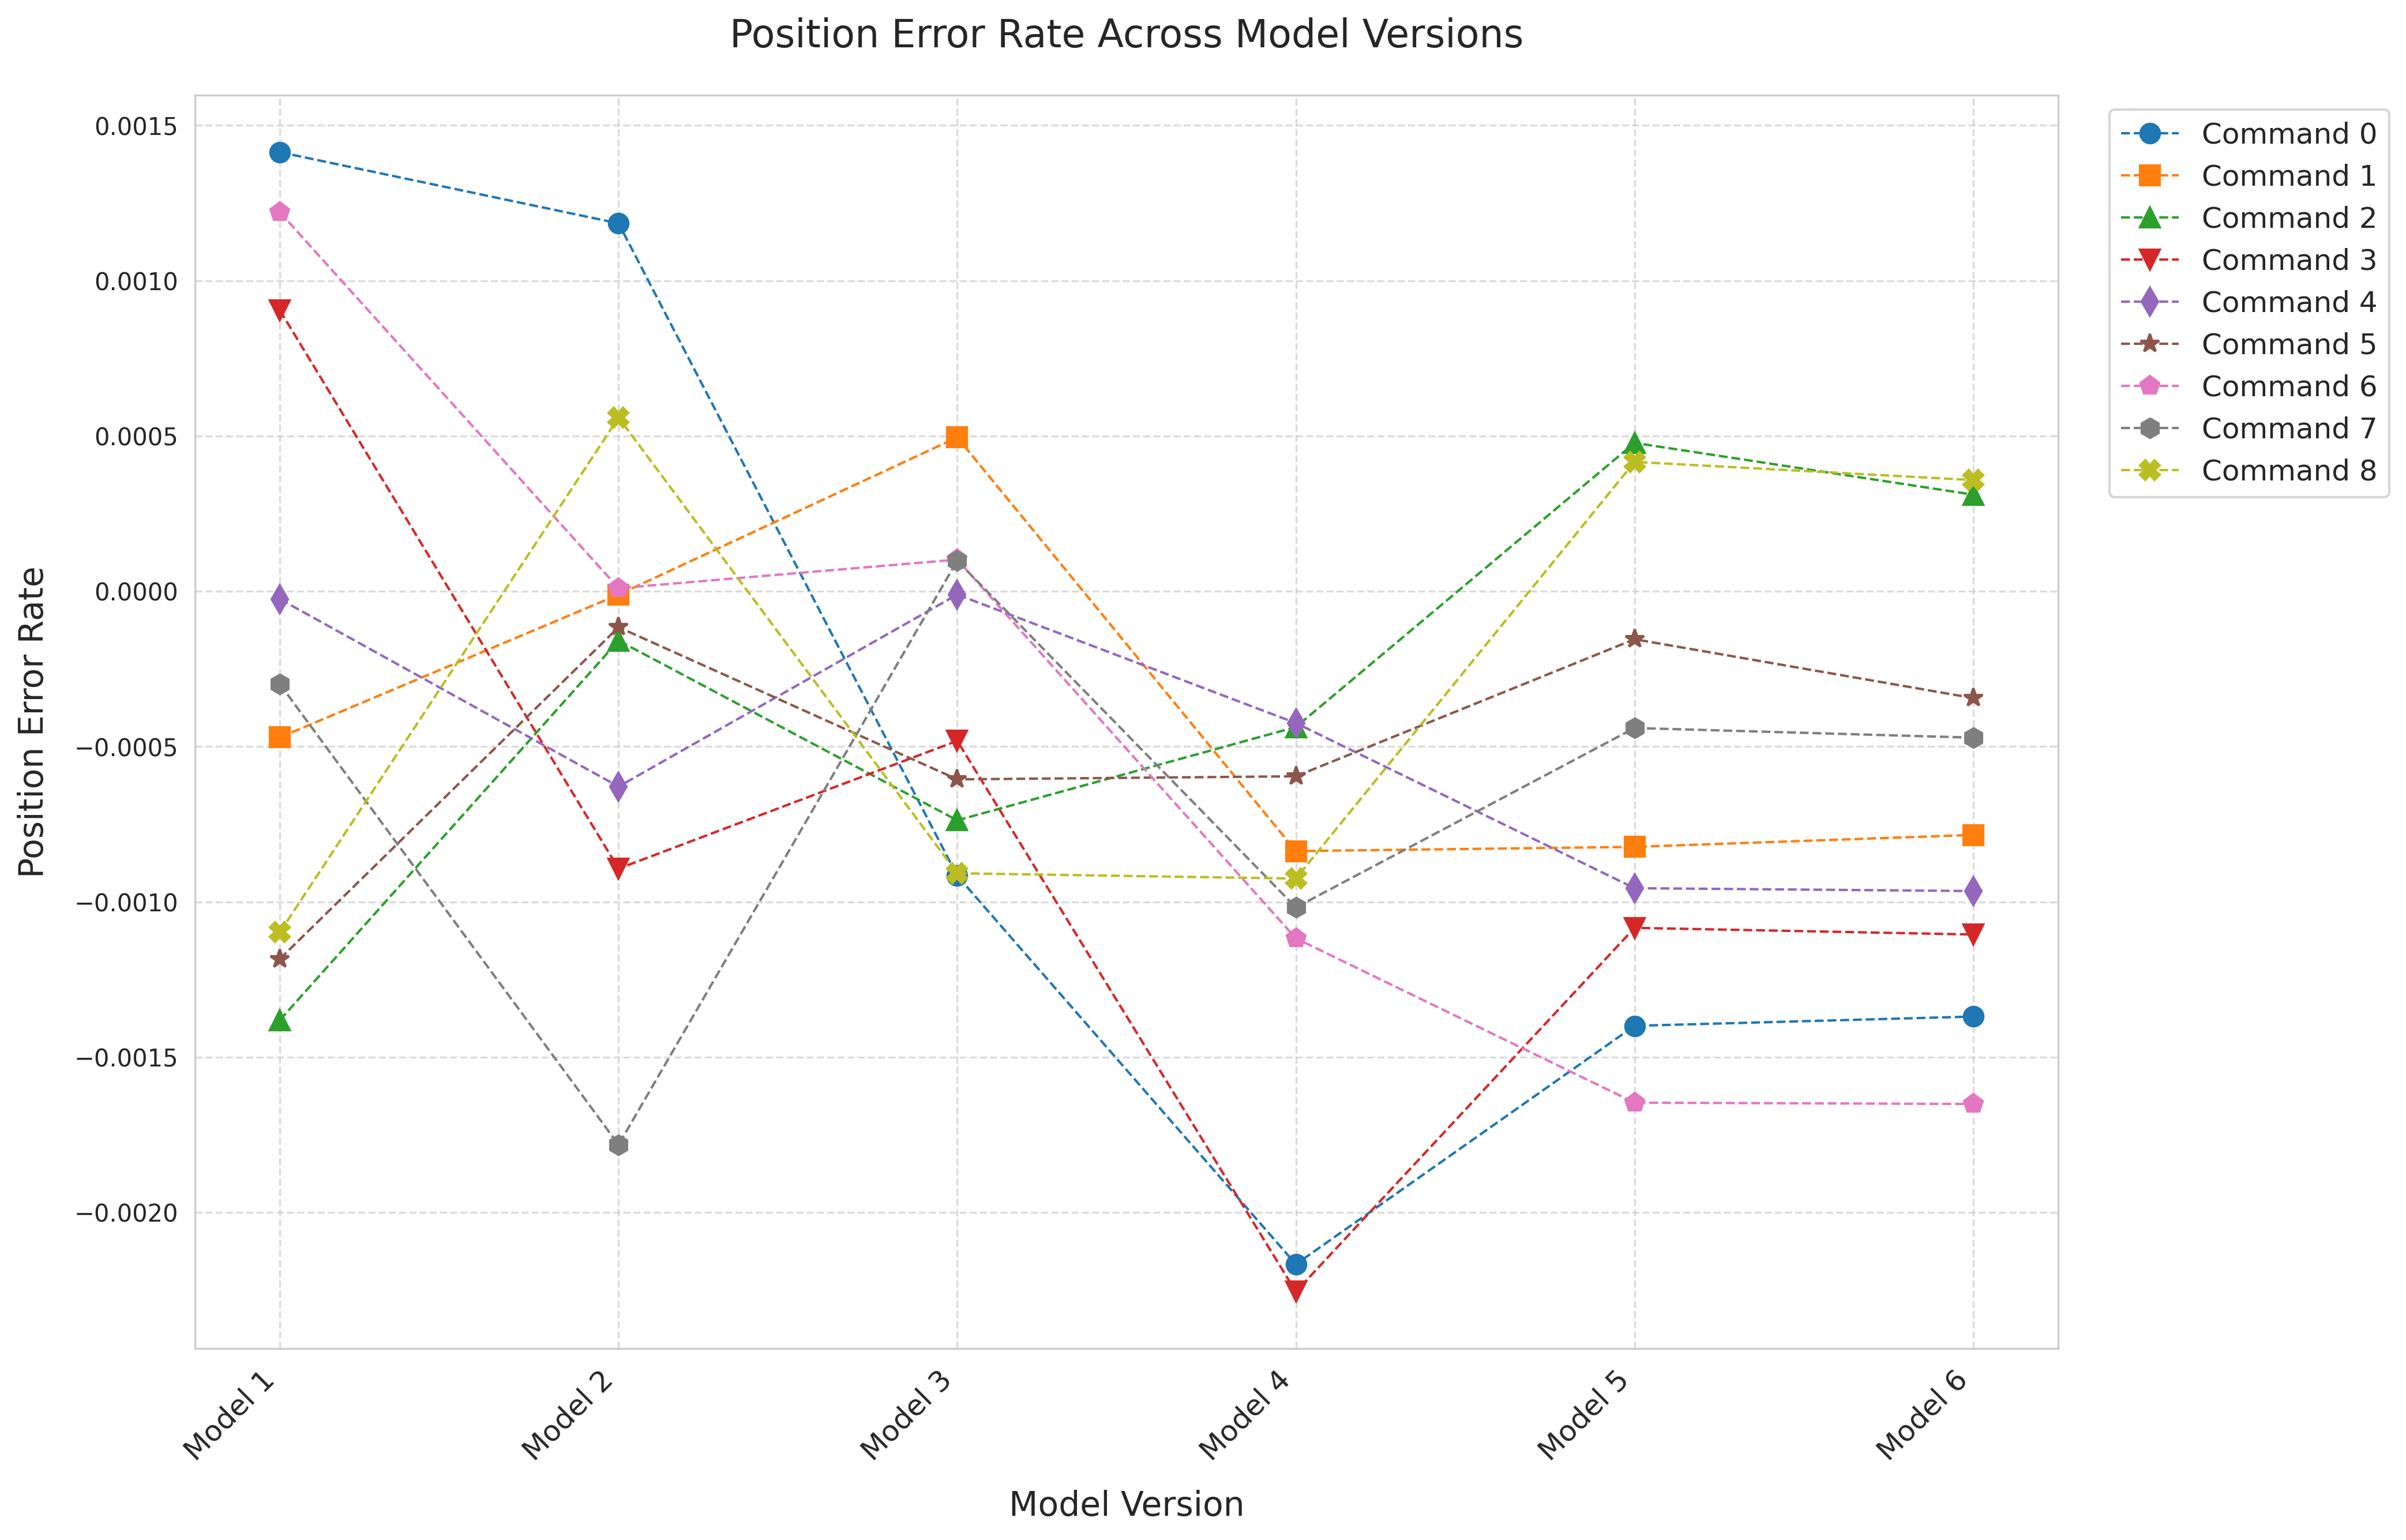 Position Error Rate Across Model Versions
0.0015
0.0010
0.0005
0.0000
−0.0005
−0.0010
−0.0015
−0.0020
Position Error Rate
Model 1
Model 2
Model 3
Model 4
Model 5
Model 6
Model Version
Command 0
Command 1
Command 2
Command 3
Command 4
Command 5
Command 6
Command 7
Command 8